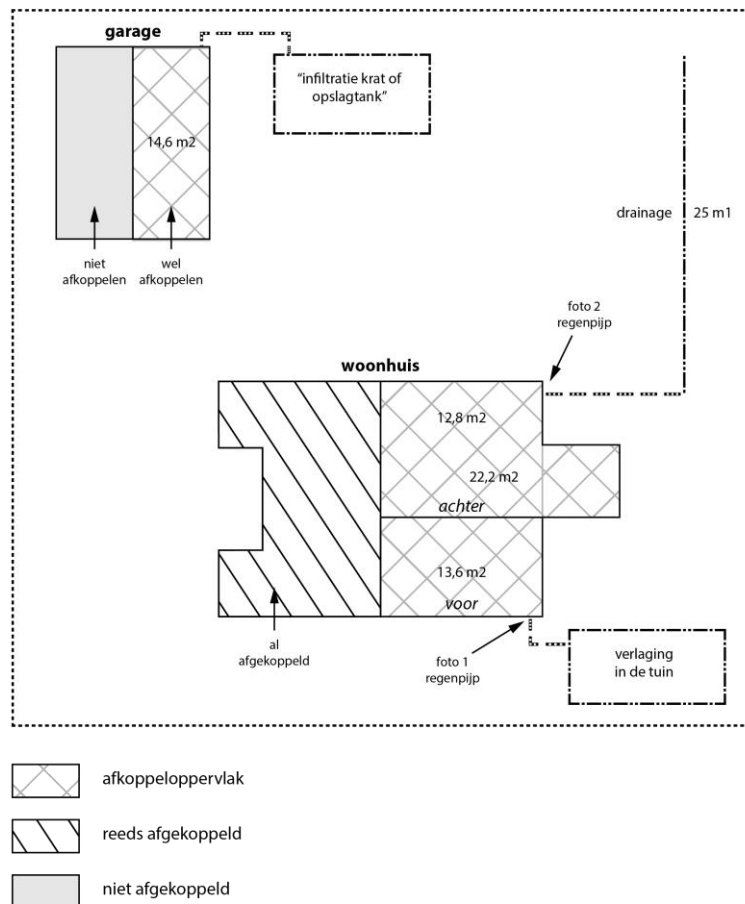 garage
"infiltratie krat of
opslagtank"
14,6 m2
drainage
25 m1
niet
afkoppelen
wel
afkoppelen
foto 2
regenpijp
woonhuis
12,8 m2
22,2 m2
achter
13,6 m2
voor
al
afgekoppeld
foto 1
regenpijp
verlaging
in de tuin
afkoppeloppervlak
reeds afgekoppeld
niet afgekoppeld